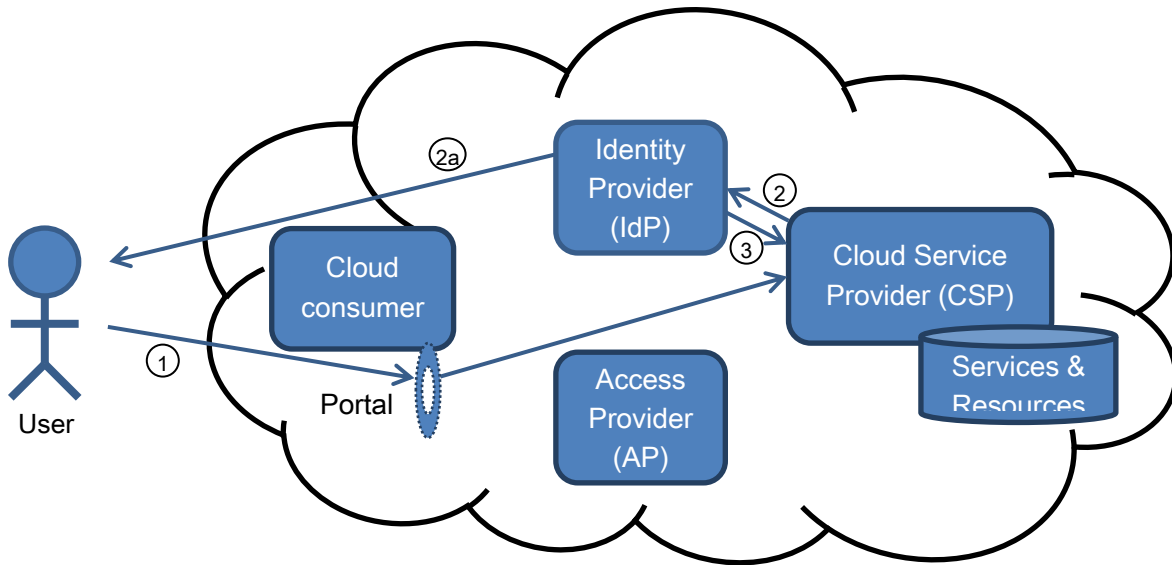 2a
Identity
Provider
(IdP)
2
3
Cloud
consumer
Cloud Service
Provider (CSP)
1
Portal
User
Access
Provider
(AP)
Services &
Resources